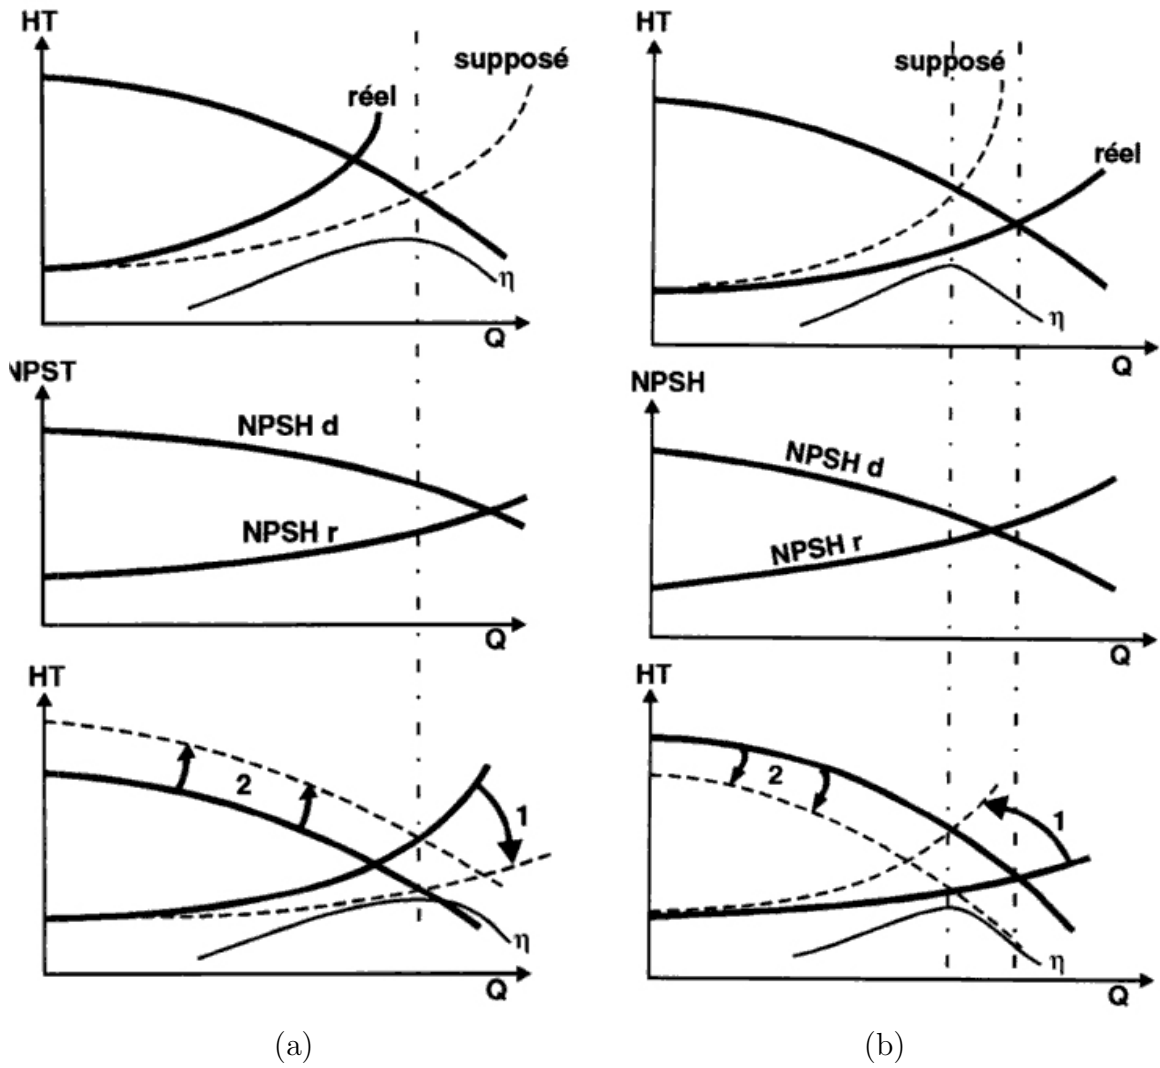 HT
supposé
réel
η
Q
NPST
NPSH d
NPSH r
Q
HT
2
1
η
Q
(a)
HT
supposé
réel
η
Q
NPSH
NPSH d
NPSH r
Q
HT
2
1
η
Q
(b)